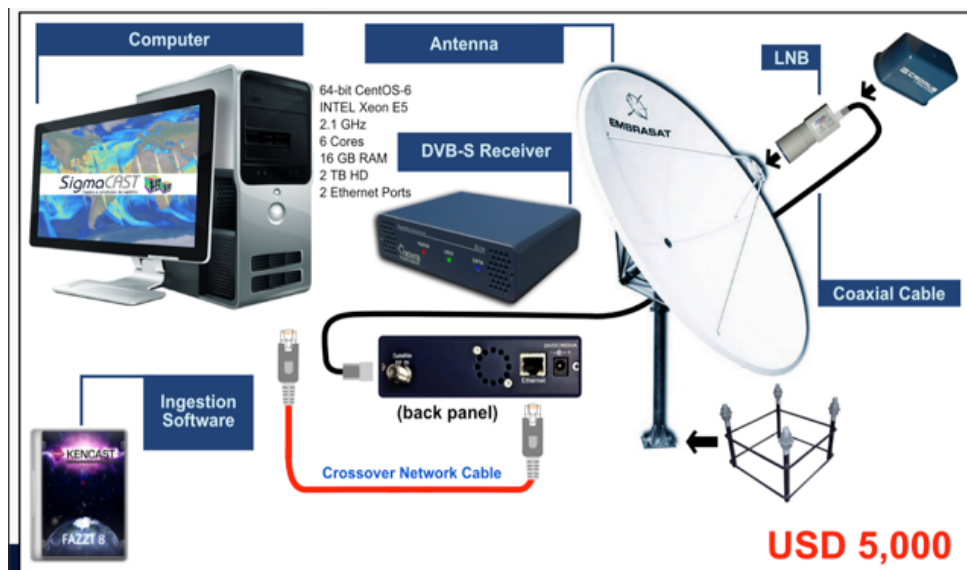 Computer
Antenna
LNB
64-bit CentOS-6
INTEL Xeon E5
2.1 GHz
6 Cores
16 GB RAM
2 TB HD
2 Ethernet Ports
EMBRASAT
DVB-S Receiver
SigmaCAST
Coaxial Cable
Satellite
Ethernet
(back panel)
Ingestion
Software
KENCAST
FAZZT 8
Crossover Network Cable
USD 5,000